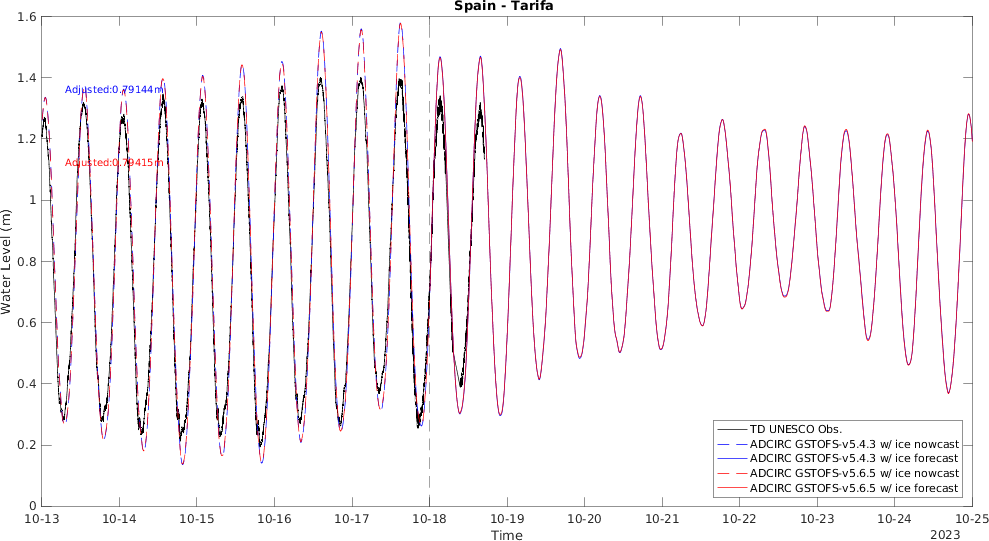 Spain - Tarifa
1.6
1.4
1.2
1
0.8
0.6
0.4
0.2
0
Water Level (m)
Adjusted:0.79144m
Adjusted:0.79415m
TD UNESCO Obs.
ADCIRC GSTOFS-v5.4.3 w/ ice nowcast
ADCIRC GSTOFS-v5.4.3 w/ ice forecast
ADCIRC GSTOFS-v5.6.5 w/ ice nowcast
ADCIRC GSTOFS-v5.6.5 w/ ice forecast
10-13 10-14 10-15 10-16 10-17 10-18 10-19 10-20 10-21 10-22 10-23 10-24 10-25
Time
2023